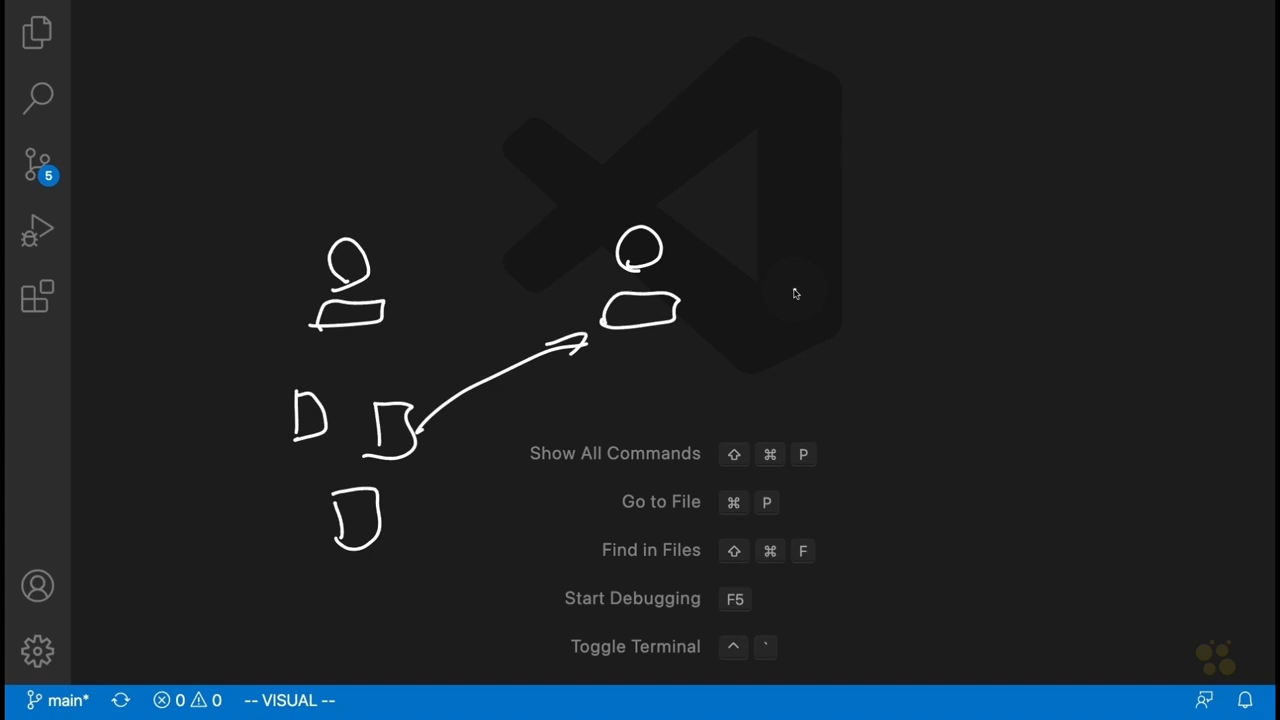 5
Show All Commands ⇧ ⌘ P
Go to File ⌘ P
Find in Files ⇧ ⌘ F
Start Debugging F5
Toggle Terminal ^ `
main* 0 0 -- VISUAL --